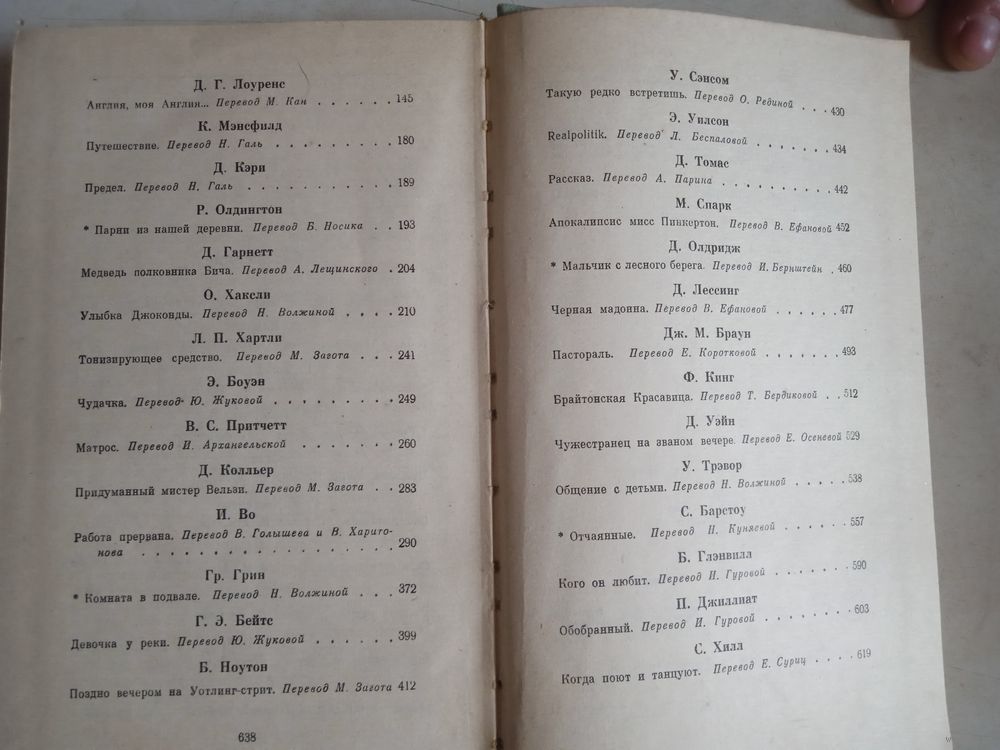 Д. Г. Лоуренс
Англия, моя Англия... Перевод М. Кан . . . . . . 145
К. Мэнсфилд
Путешествие. Перевод Н. Галь . . . . . . . . . 180
Д. Кэри
Предел. Перевод Н. Галь . . . . . . . . . . . 189
Р. Олдингтон
* Парни из нашей деревни. Перевод Б. Носика . . 193
Д. Гарнетт
Медведь полковника Бича. Перевод А. Лещинского . 204
О. Хаксли
Улыбка Джоконды. Перевод Н. Волжиной . . . . 210
Л. П. Хартли
Тонизирующее средство. Перевод М. Загота . . . 241
Э. Боуэн
Чудачка. Перевод Ю. Жуковой . . . . . . . . . 249
В. С. Притчетт
Матрос. Перевод И. Архангельской . . . . . . . 260
Д. Колльер
Придуманный мистер Вельзи. Перевод М. Загота . . 283
И. Во
Работа прервана. Перевод В. Голышева и В. Харито-
нова . . . . . . . . . . . . . . . . . . 290
Гр. Грин
* Комната в подвале. Перевод Н. Волжиной . . . 372
Г. Э. Бейтс
Девочка у реки. Перевод Ю. Жуковой . . . . . . 399
Б. Ноутон
Поздно вечером на Уотлинг-стрит. Перевод М. Загота 412
638
У. Сэнсом
Такую редко встретишь. Перевод О. Рединой . . . 430
Э. Уилсон
Realpolitik. Перевод Л. Беспаловой . . . . . . . 434
Д. Томас
Рассказ. Перевод А. Парина . . . . . . . . . . 442
М. Спарк
Апокалипсис мисс Пинкертон. Перевод В. Ефановой 452
Д. Олдридж
* Мальчик с лесного берега. Перевод И. Бернштейн . 460
Д. Лессинг
Черная мадонна. Перевод В. Ефановой . . . . . . 477
Дж. М. Браун
Пастораль. Перевод Е. Коротковой . . . . . . . 493
Ф. Кинг
Брайтонская Красавица. Перевод Т. Бердиковой . . 512
Д. Уэйн
Чужестранец на званом вечере. Перевод Е. Осеневой 529
У. Трэвор
Общение с детьми. Перевод Н. Волжиной . . . . . 538
С. Барстоу
* Отчаянные. Перевод Н. Куняевой . . . . . . 557
Б. Глэнвилл
Кого он любит. Перевод И. Гуровой . . . . . . . 590
П. Джиллиат
Обобранный. Перевод И. Гуровой . . . . . . . . 603
С. Хилл
Когда поют и танцуют. Перевод Е. Суриц . . . . 619